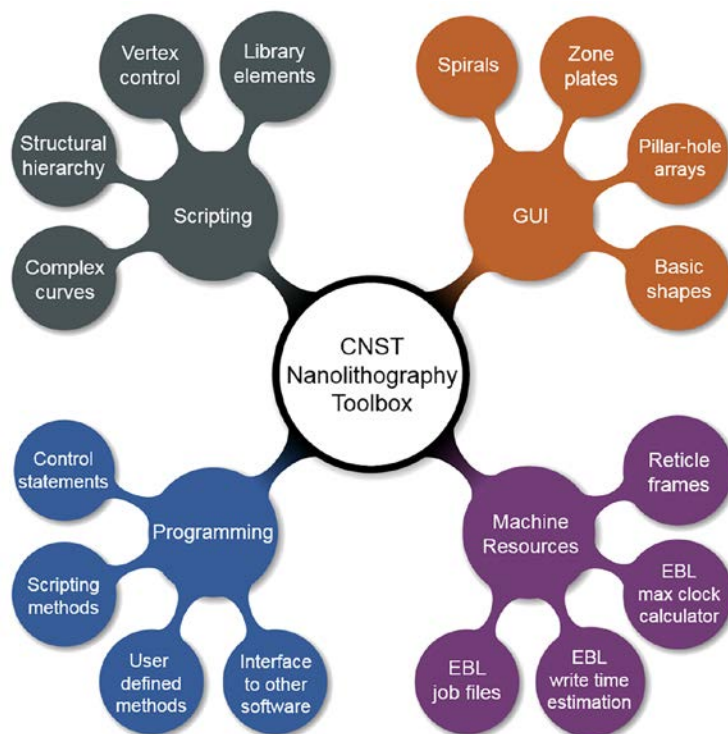 Vertex
control
Library
elements
Structural
hierarchy
Complex
curves
Scripting
Spirals
Zone
plates
Pillar-hole
arrays
Basic
shapes
GUI
CNST
Nanolithography
Toolbox
Control
statements
Scripting
methods
User
defined
methods
Interface
to other
software
Programming
Machine
Resources
Reticle
frames
EBL
max clock
calculator
EBL
write time
estimation
EBL
job files